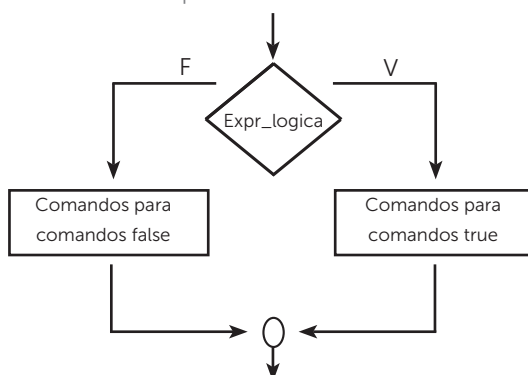 F
V
Expr_logica
Comandos para
comandos false
Comandos para
comandos true